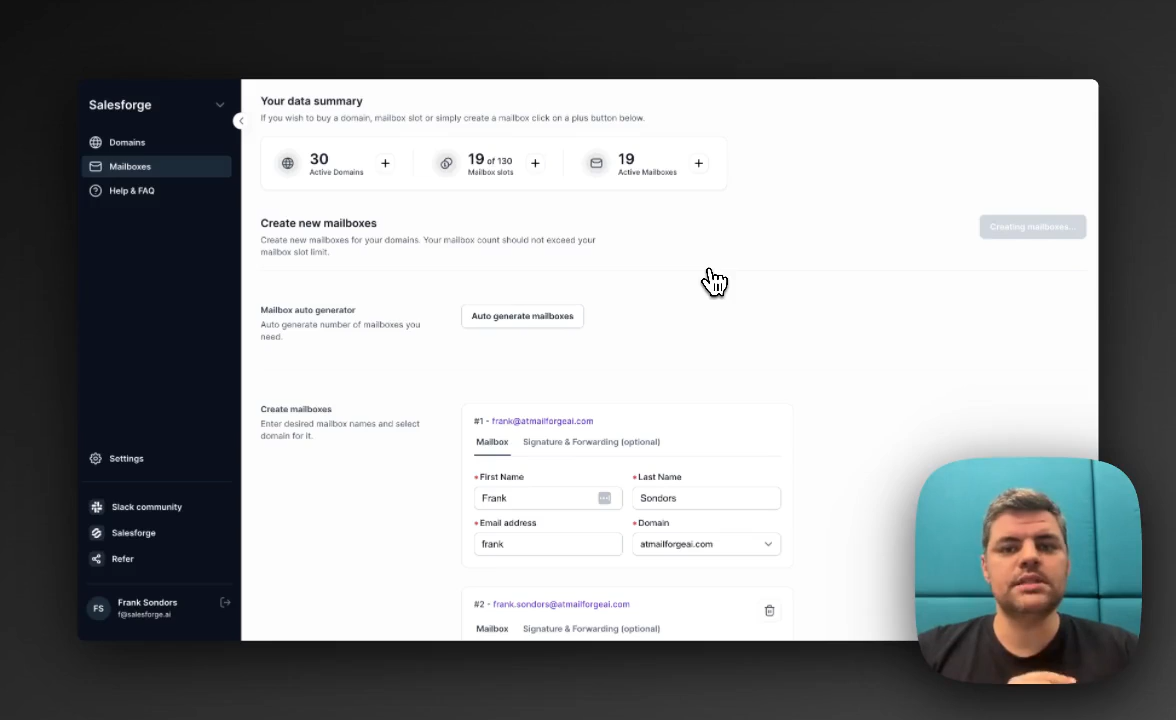 Salesforge
Domains
Mailboxes
Help & FAQ
Settings
Slack community
Salesforge
Refer
FS
Frank Sondors
f@salesforge.ai
Your data summary
If you wish to buy a domain, mailbox slot or simply create a mailbox click on a plus button below.
30
Active Domains
19 of 130
Mailbox slots
19
Active Mailboxes
Create new mailboxes
Create new mailboxes for your domains. Your mailbox count should not exceed your
mailbox slot limit.
Creating mailboxes...
Mailbox auto generator
Auto generate number of mailboxes you
need.
Auto generate mailboxes
Create mailboxes
Enter desired mailbox names and select
domain for it.
#1 - frank@atmailforgeai.com
Mailbox Signature & Forwarding (optional)
* First Name * Last Name
Frank Sondors
* Email address * Domain
frank atmailforgeai.com
#2 - frank.sondors@atmailforgeai.com
Mailbox Signature & Forwarding (optional)